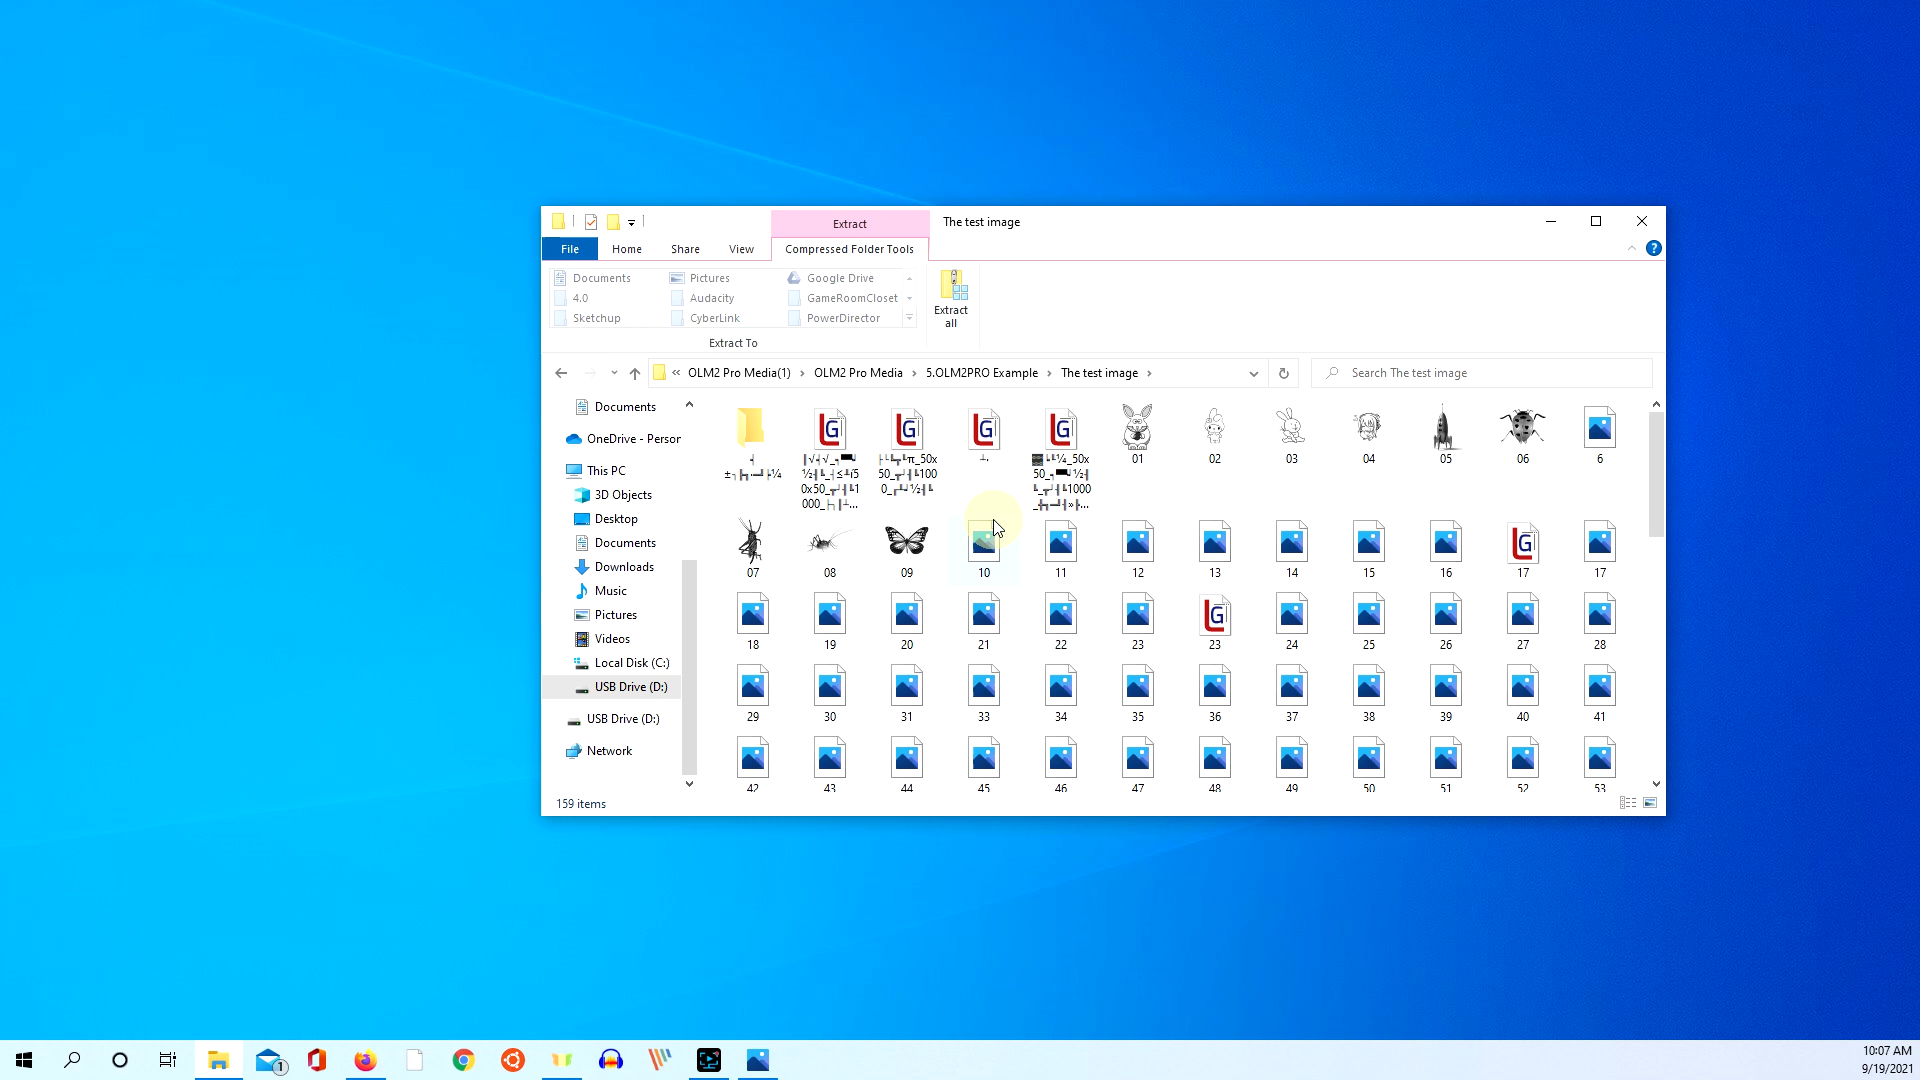 Extract
The test image
File
Home
Share
View
Compressed Folder Tools
Documents
Pictures
Google Drive
4.0
Audacity
GameRoomCloset
Sketchup
CyberLink
PowerDirector
Extract
all
Extract To
« OLM2 Pro Media(1) › OLM2 Pro Media › 5.OLM2PRO Example › The test image ›
Search The test image
Documents
OneDrive - Person
This PC
3D Objects
Desktop
Documents
Downloads
Music
Pictures
Videos
Local Disk (C:)
USB Drive (D:)
USB Drive (D:)
Network
01 02 03 04 05 06 6
07 08 09 10 11 12 13 14 15 16 17 17
18 19 20 21 22 23 23 24 25 26 27 28
29 30 31 33 34 35 36 37 38 39 40 41
42 43 44 45 46 47 48 49 50 51 52 53
159 items
1
10:07 AM
9/19/2021